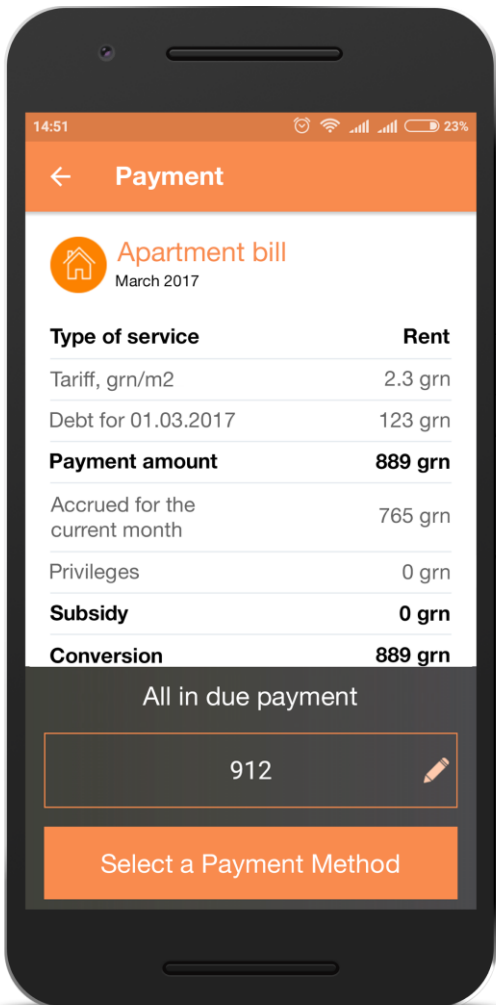 14:51 23%
Payment
Apartment bill
March 2017
Type of service Rent
Tariff, grn/m2 2.3 grn
Debt for 01.03.2017 123 grn
Payment amount 889 grn
Accrued for the
current month 765 grn
Privileges 0 grn
Subsidy 0 grn
Conversion 889 grn
All in due payment
912
Select a Payment Method